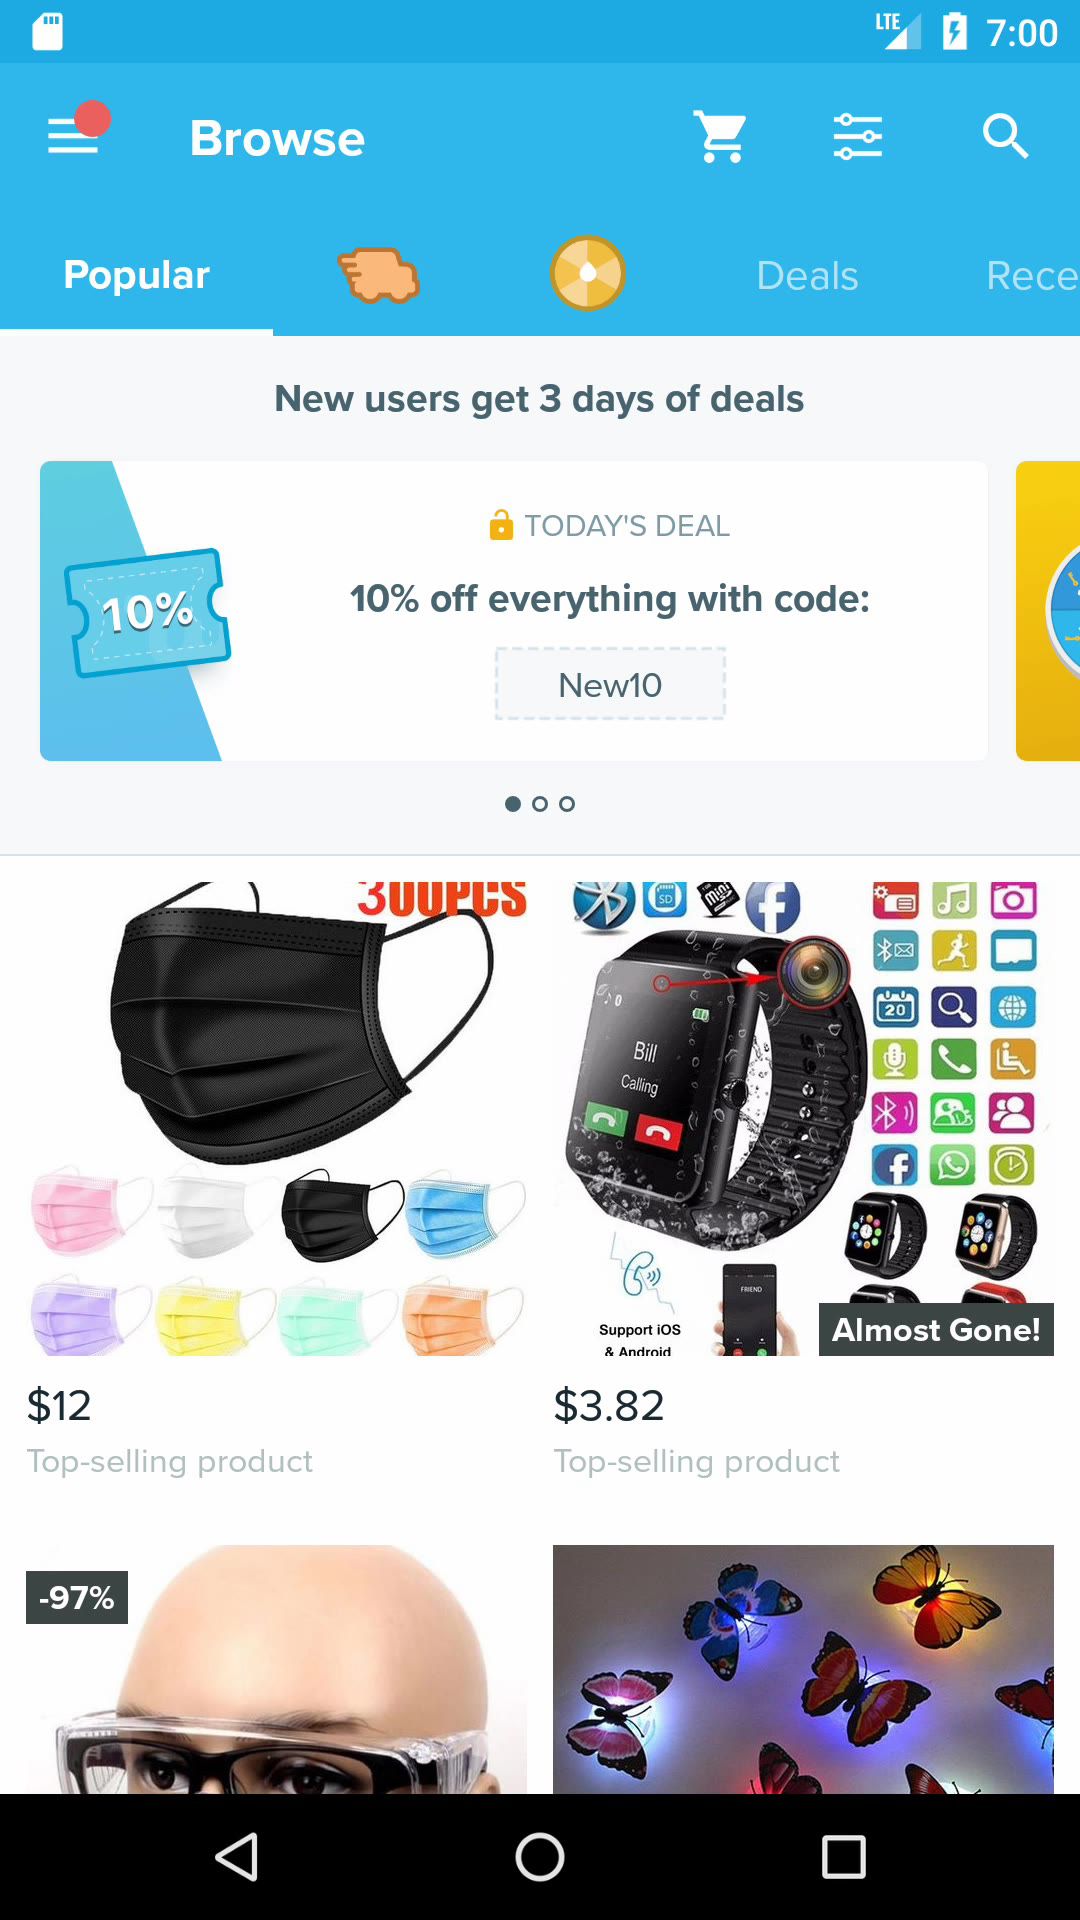 LTE 7:00
Browse
Popular Deals Rece
New users get 3 days of deals
TODAY'S DEAL
10%
10% off everything with code:
New10
300PCS
SD
mini
20
Bill
Calling
FRIEND
Support iOS
& Android
Almost Gone!
$12
Top-selling product
$3.82
Top-selling product
-97%